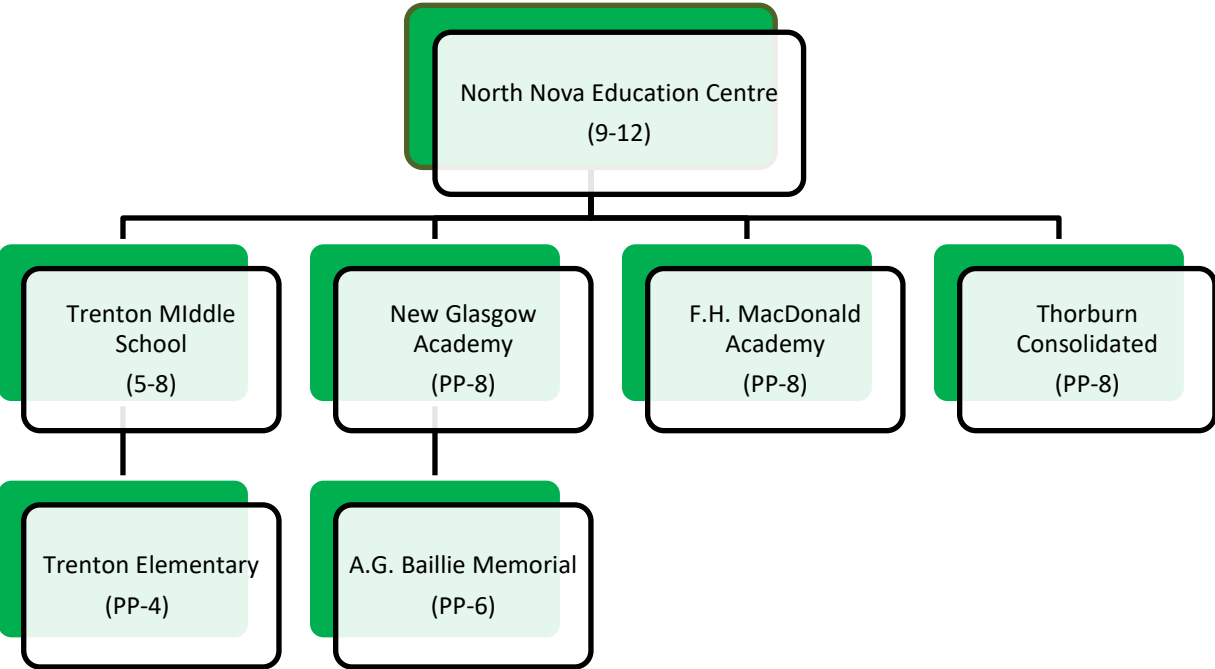 North Nova Education Centre
(9-12)
Trenton MIddle
School
(5-8)
New Glasgow
Academy
(PP-8)
F.H. MacDonald
Academy
(PP-8)
Thorburn
Consolidated
(PP-8)
Trenton Elementary
(PP-4)
A.G. Baillie Memorial
(PP-6)